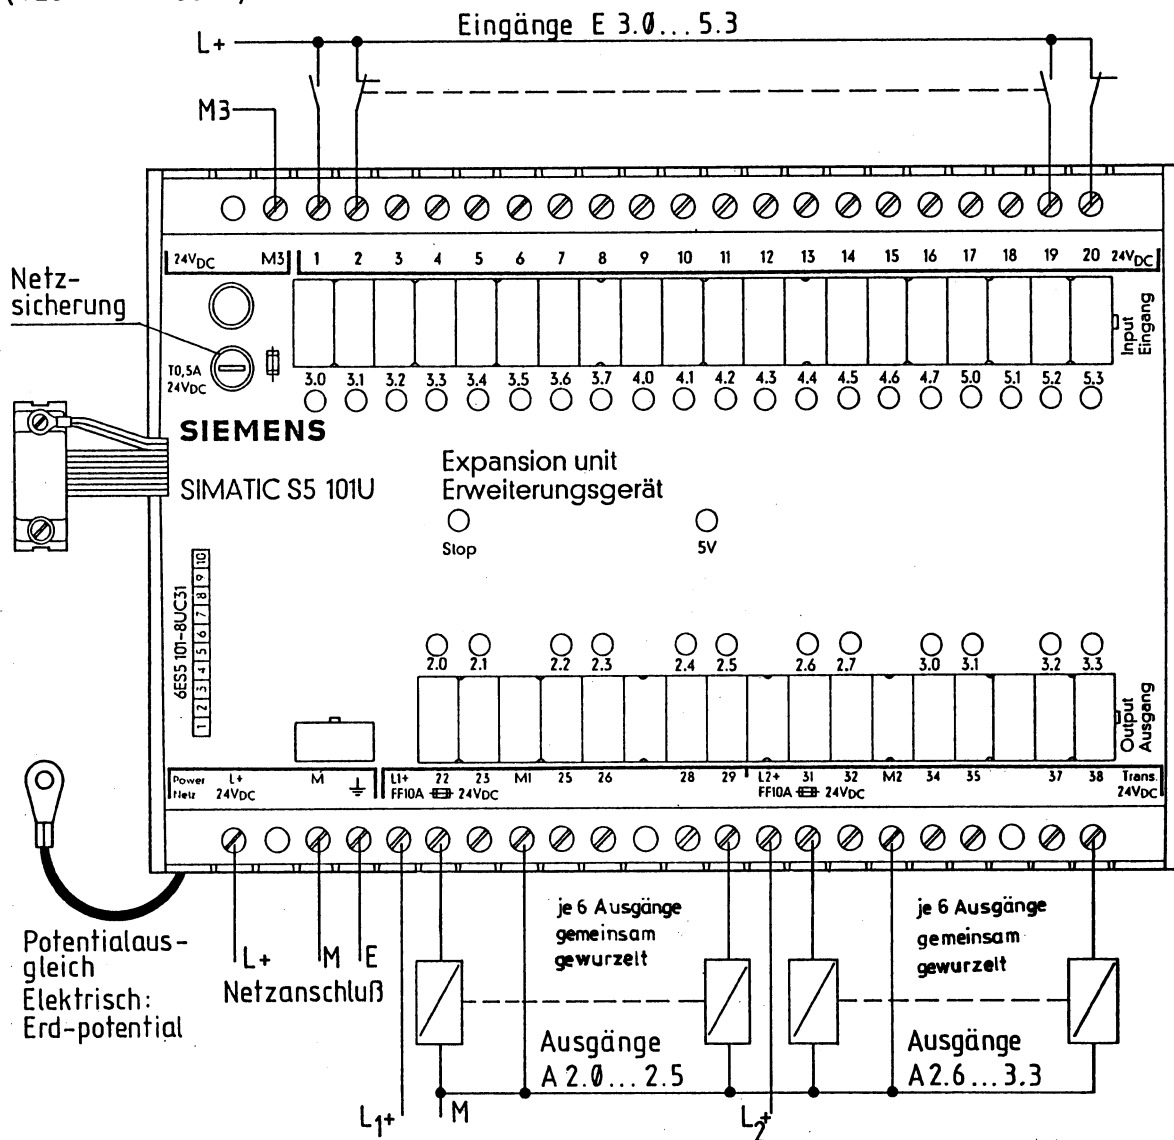 Eingänge E 3.0...5.3
L+
M3
24VDC M3 1 2 3 4 5 6 7 8 9 10 11 12 13 14 15 16 17 18 19 20 24VDC
Netz-
sicherung
T0,5A
24VDC
Input
Eingang
3.0 3.1 3.2 3.3 3.4 3.5 3.6 3.7 4.0 4.1 4.2 4.3 4.4 4.5 4.6 4.7 5.0 5.1 5.2 5.3
SIEMENS
SIMATIC S5 101U
Expansion unit
Erweiterungsgerät
Stop
5V
6ES5 101-8UC31
1 2 3 4 5 6 7 8 9 10
2.0 2.1 2.2 2.3 2.4 2.5 2.6 2.7 3.0 3.1 3.2 3.3
Output
Ausgang
Power L+ M L1+ 22 23 M1 25 26 28 29 L2+ 31 32 M2 34 35 37 38 Trans.
Netz 24VDC FF10A 24VDC FF10A 24VDC 24VDC
Potentialaus-
gleich
Elektrisch:
Erd-potential
L+ M E
Netzanschluß
je 6 Ausgänge
gemeinsam
gewurzelt
je 6 Ausgänge
gemeinsam
gewurzelt
Ausgänge
A 2.0...2.5
Ausgänge
A 2.6...3.3
L1+
M
L2+